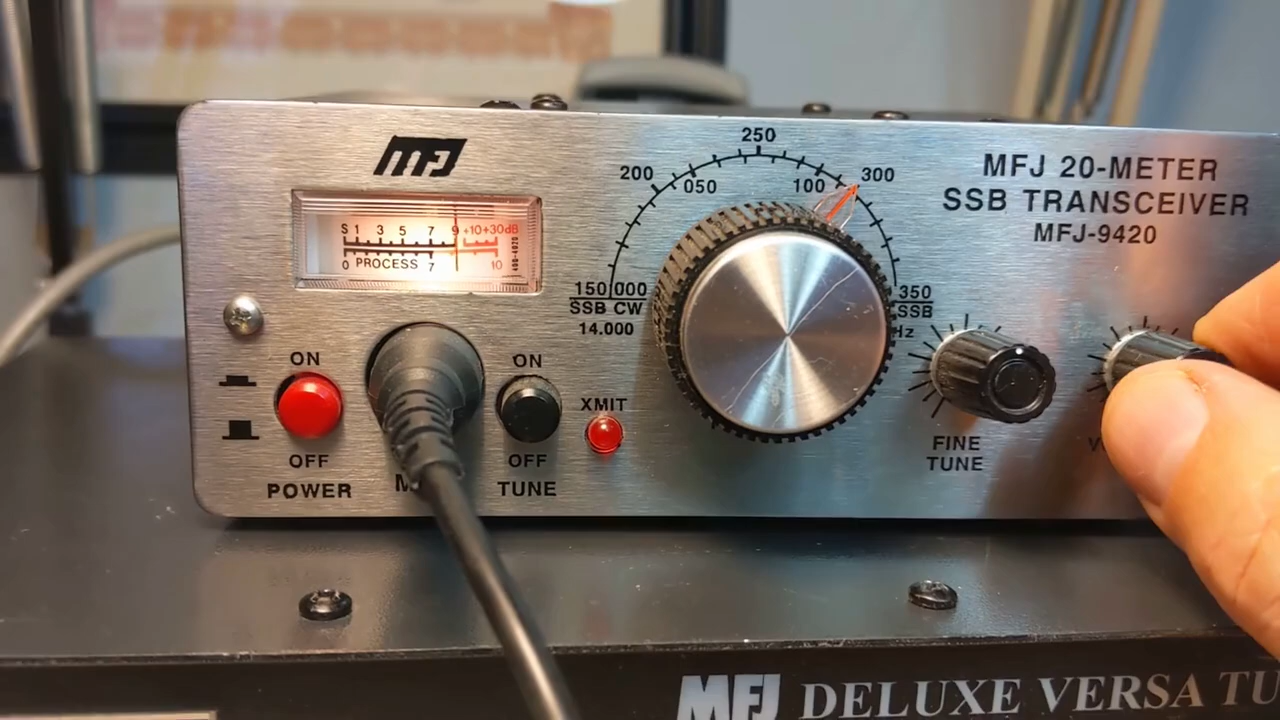 MFJ
S 1 3 5 7 9 +10+30dB
0 PROCESS 7 10
250
200
300
050
100
150 000
SSB CW
14.000
350
SSB
Hz
MFJ 20-METER
SSB TRANSCEIVER
MFJ-9420
ON
OFF
POWER
M
ON
OFF
TUNE
XMIT
FINE
TUNE
V
MFJ DELUXE VERSA TU